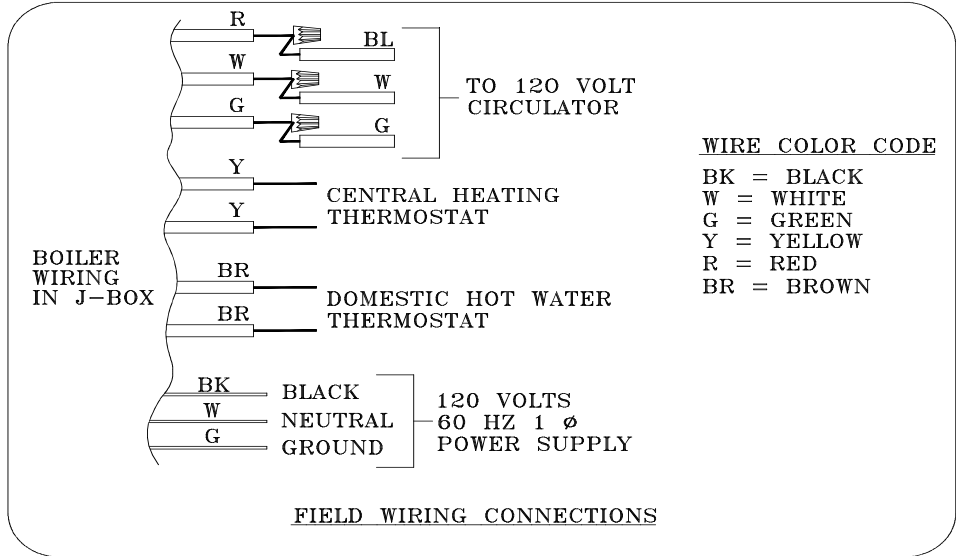 R
BL
W
W
TO 120 VOLT
CIRCULATOR
G
G
WIRE COLOR CODE
BK = BLACK
W = WHITE
G = GREEN
Y = YELLOW
R = RED
BR = BROWN
Y
CENTRAL HEATING
THERMOSTAT
Y
BOILER
WIRING
IN J-BOX
BR
DOMESTIC HOT WATER
THERMOSTAT
BR
BK
BLACK
W
NEUTRAL
G
GROUND
120 VOLTS
60 HZ 1 Ø
POWER SUPPLY
FIELD WIRING CONNECTIONS